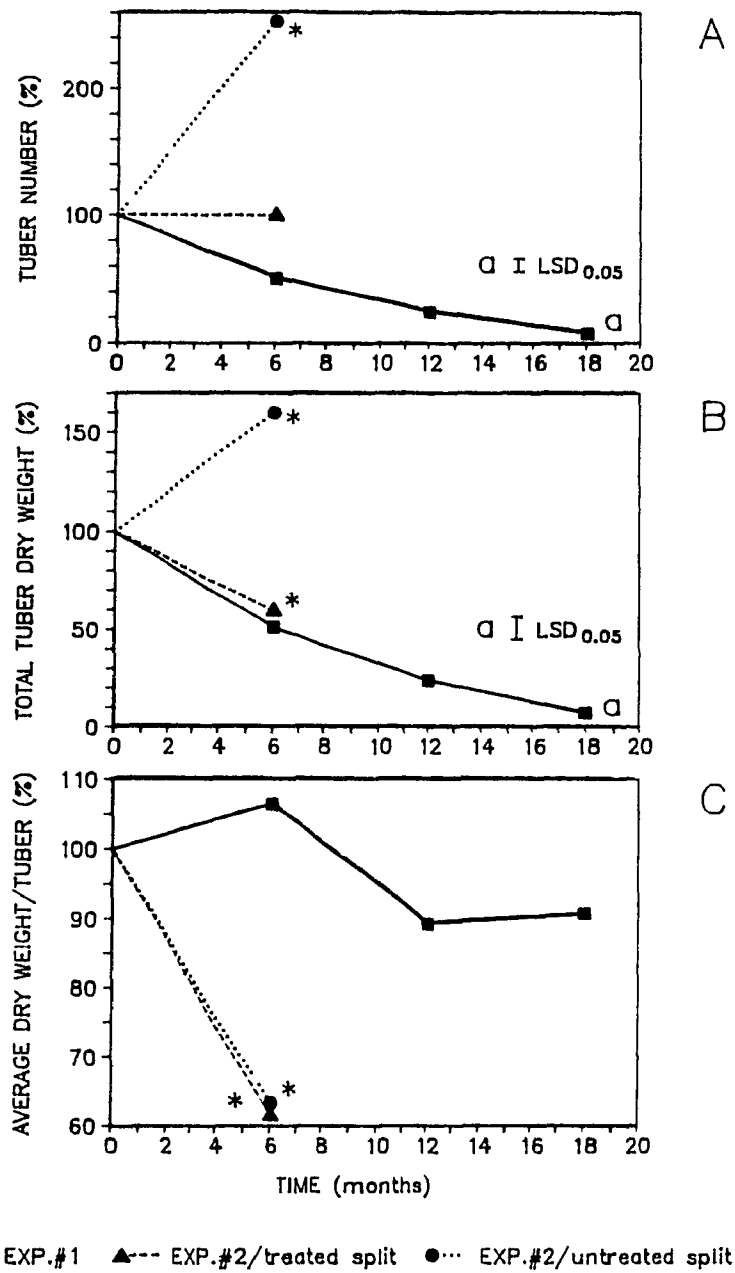 A
TUBER NUMBER (%)
200
100
0
* 
a I LSD0.05
a
0 2 4 6 8 10 12 14 16 18 20
B
TOTAL TUBER DRY WEIGHT (%)
150
100
50
0
*
*
a I LSD0.05
a
0 2 4 6 8 10 12 14 16 18 20
C
AVERAGE DRY WEIGHT/TUBER (%)
110
100
90
80
70
60
* *
0 2 4 6 8 10 12 14 16 18 20
TIME (months)
EXP.#1 ▲--- EXP.#2/treated split ●··· EXP.#2/untreated split